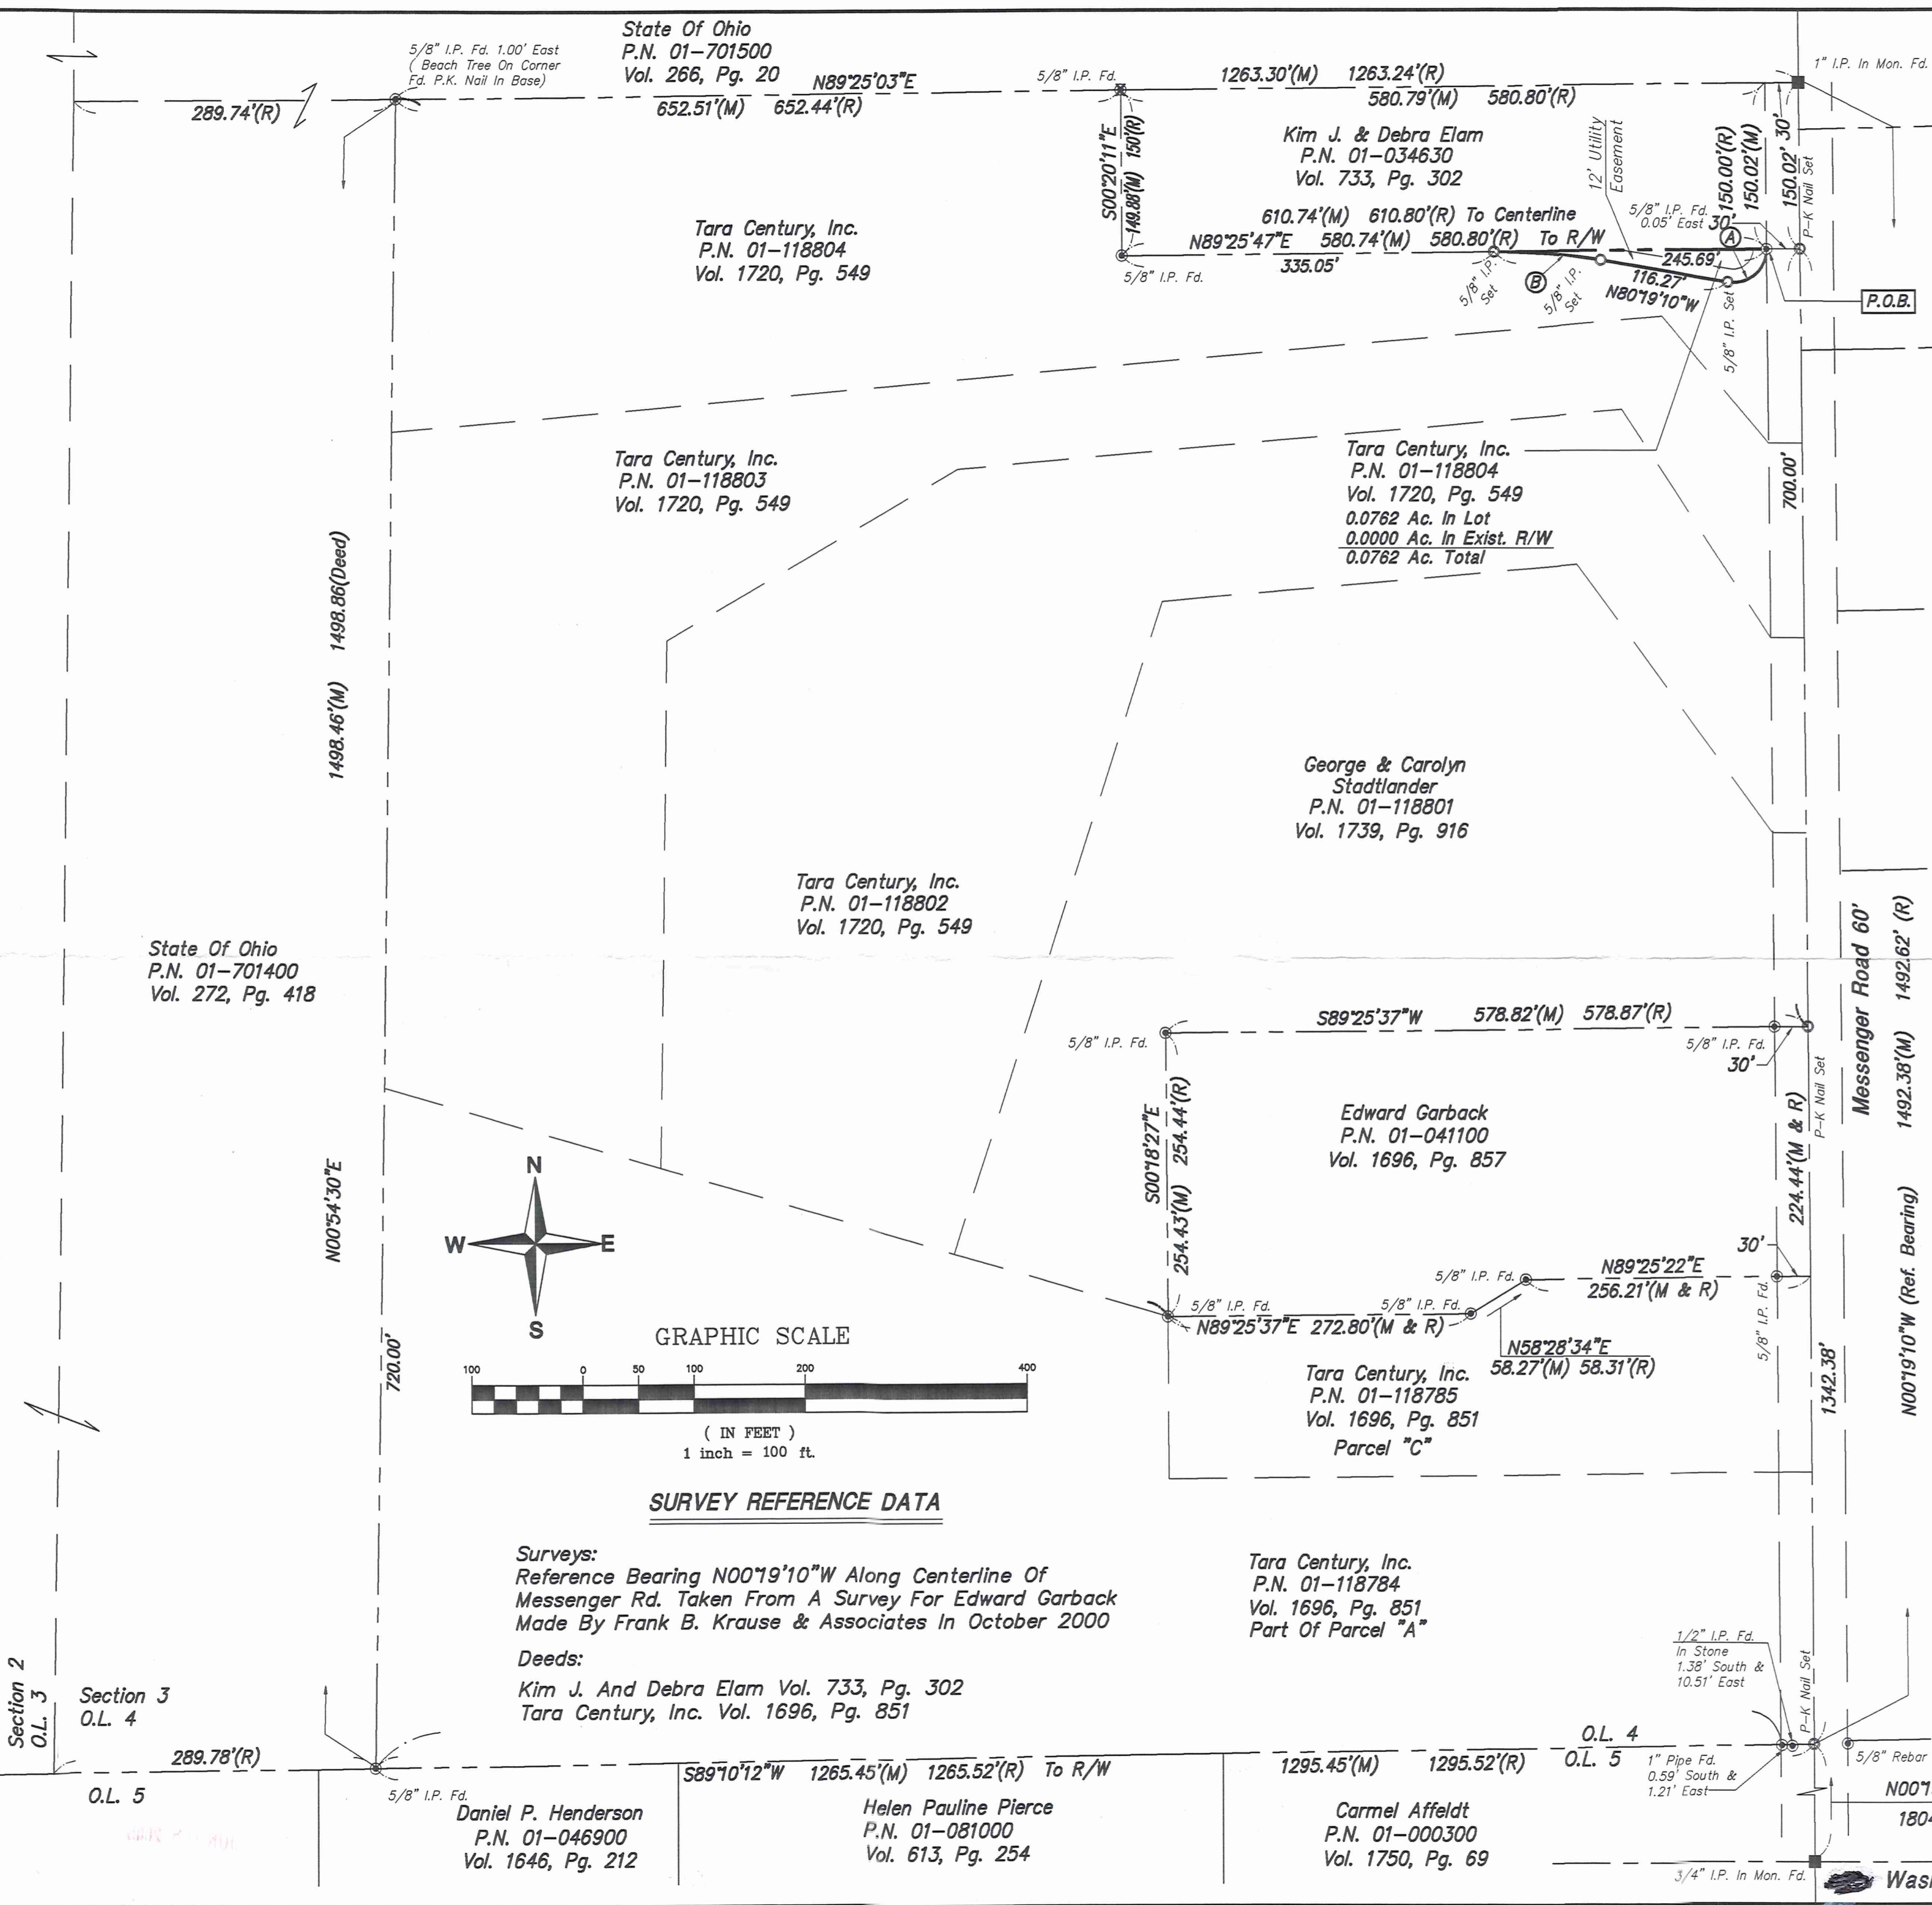 State Of Ohio
P.N. 01-701500
Vol. 266, Pg. 20
5/8" I.P. Fd. 1.00' East
( Beach Tree On Corner
Fd. P.K. Nail In Base)
289.74'(R)
N89°25'03"E
652.51'(M) 652.44'(R)
5/8" I.P. Fd.
1263.30'(M) 1263.24'(R)
580.79'(M) 580.80'(R)
1" I.P. In Mon. Fd.
Kim J. & Debra Elam
P.N. 01-034630
Vol. 733, Pg. 302
S00°20'11"E
149.88'(M) 150'(R)
12' Utility
Easement
150.00'(R)
150.02'(M)
30'
150.02'
P-K Nail Set
Tara Century, Inc.
P.N. 01-118804
Vol. 1720, Pg. 549
610.74'(M) 610.80'(R) To Centerline
N89°25'47"E 580.74'(M) 580.80'(R) To R/W
335.05'
5/8" I.P. Fd.
5/8" I.P. Fd.
0.05' East
30'
A
245.69'
116.27'
N80°19'10"W
B
5/8" I.P.
Set
5/8" I.P.
Set
5/8" I.P. Set
P.O.B.
Tara Century, Inc.
P.N. 01-118803
Vol. 1720, Pg. 549
Tara Century, Inc.
P.N. 01-118804
Vol. 1720, Pg. 549
0.0762 Ac. In Lot
0.0000 Ac. In Exist. R/W
0.0762 Ac. Total
700.00'
1498.46'(M) 1498.86(Deed)
George & Carolyn
Stadtlander
P.N. 01-118801
Vol. 1739, Pg. 916
Tara Century, Inc.
P.N. 01-118802
Vol. 1720, Pg. 549
State Of Ohio
P.N. 01-701400
Vol. 272, Pg. 418
Messenger Road 60'
1492.38'(M) 1492.62' (R)
N00°19'10"W (Ref. Bearing)
S89°25'37"W 578.82'(M) 578.87'(R)
5/8" I.P. Fd.
5/8" I.P. Fd.
30'
P-K Nail Set
Edward Garback
P.N. 01-041100
Vol. 1696, Pg. 857
S00°18'27"E
254.43'(M) 254.44'(R)
224.44'(M & R)
N00°54'30"E
720.00'
N
W
E
S
30'
N89°25'22"E
256.21'(M & R)
5/8" I.P. Fd.
5/8" I.P. Fd.
5/8" I.P. Fd.
5/8" I.P. Fd.
N89°25'37"E 272.80'(M & R)
N58°28'34"E
58.27'(M) 58.31'(R)
Tara Century, Inc.
P.N. 01-118785
Vol. 1696, Pg. 851
Parcel "C"
1342.38'
GRAPHIC SCALE
100 0 50 100 200 400
( IN FEET )
1 inch = 100 ft.
SURVEY REFERENCE DATA
Surveys:
Reference Bearing N00°19'10"W Along Centerline Of
Messenger Rd. Taken From A Survey For Edward Garback
Made By Frank B. Krause & Associates In October 2000
Deeds:
Kim J. And Debra Elam Vol. 733, Pg. 302
Tara Century, Inc. Vol. 1696, Pg. 851
Tara Century, Inc.
P.N. 01-118784
Vol. 1696, Pg. 851
Part Of Parcel "A"
1/2" I.P. Fd.
In Stone
1.38' South &
10.51' East
P-K Nail Set
Section 2
O.L. 3
Section 3
O.L. 4
289.78'(R)
O.L. 5
5/8" I.P. Fd.
S89°10'12"W 1265.45'(M) 1265.52'(R) To R/W
1295.45'(M) 1295.52'(R)
O.L. 4
O.L. 5
1" Pipe Fd.
0.59' South &
1.21' East
5/8" Rebar
Daniel P. Henderson
P.N. 01-046900
Vol. 1646, Pg. 212
Helen Pauline Pierce
P.N. 01-081000
Vol. 613, Pg. 254
Carmel Affeldt
P.N. 01-000300
Vol. 1750, Pg. 69
3/4" I.P. In Mon. Fd.